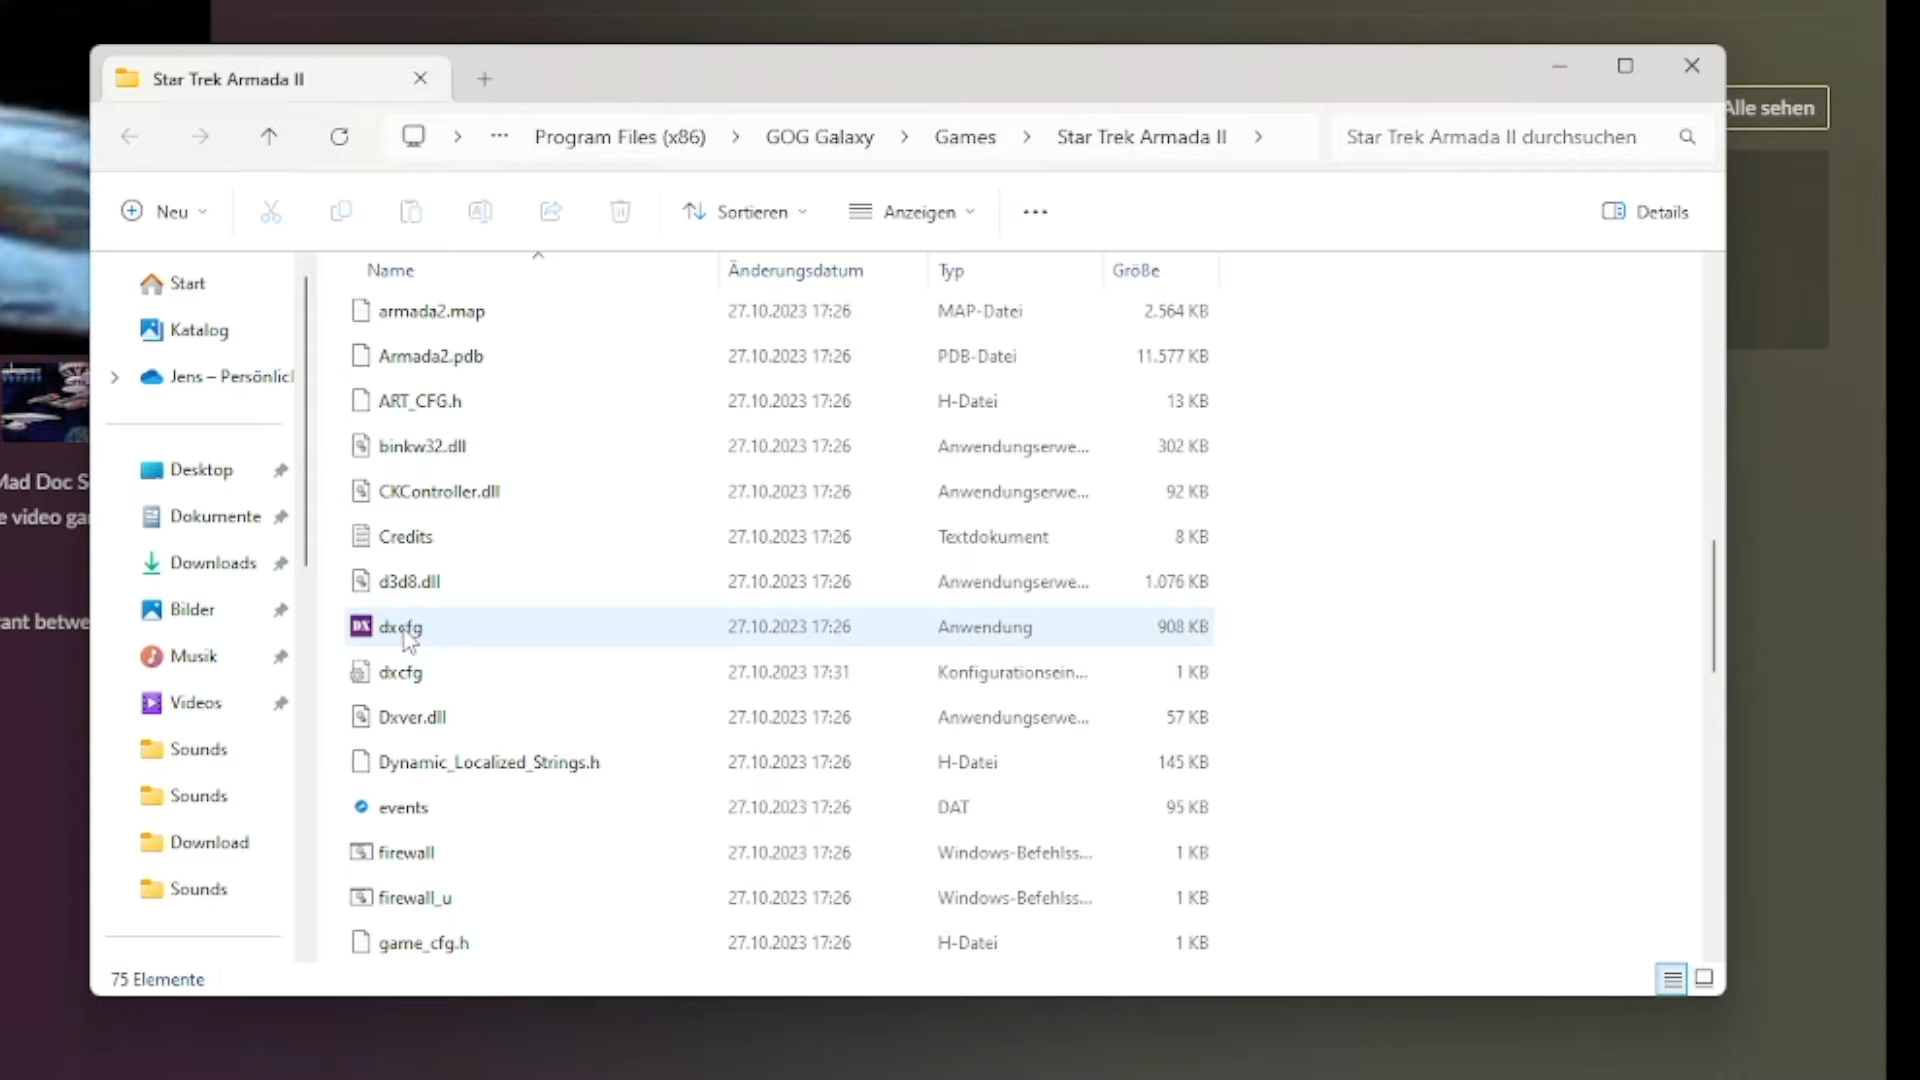 Star Trek Armada II
Program Files (x86) GOG Galaxy Games Star Trek Armada II
Star Trek Armada II durchsuchen
Alle sehen
Neu
Sortieren
Anzeigen
Details
Start
Katalog
Jens – Persönlic
Desktop
Dokumente
Downloads
Bilder
Musik
Videos
Sounds
Sounds
Download
Sounds
Name Änderungsdatum Typ Größe
armada2.map 27.10.2023 17:26 MAP-Datei 2.564 KB
Armada2.pdb 27.10.2023 17:26 PDB-Datei 11.577 KB
ART_CFG.h 27.10.2023 17:26 H-Datei 13 KB
binkw32.dll 27.10.2023 17:26 Anwendungserwe... 302 KB
CKController.dll 27.10.2023 17:26 Anwendungserwe... 92 KB
Credits 27.10.2023 17:26 Textdokument 8 KB
d3d8.dll 27.10.2023 17:26 Anwendungserwe... 1.076 KB
DX dxcfg 27.10.2023 17:26 Anwendung 908 KB
dxcfg 27.10.2023 17:31 Konfigurationsein... 1 KB
Dxver.dll 27.10.2023 17:26 Anwendungserwe... 57 KB
Dynamic_Localized_Strings.h 27.10.2023 17:26 H-Datei 145 KB
events 27.10.2023 17:26 DAT 95 KB
firewall 27.10.2023 17:26 Windows-Befehlss... 1 KB
firewall_u 27.10.2023 17:26 Windows-Befehlss... 1 KB
game_cfg.h 27.10.2023 17:26 H-Datei 1 KB
75 Elemente
Mad Doc S
e video ga
ant betwe